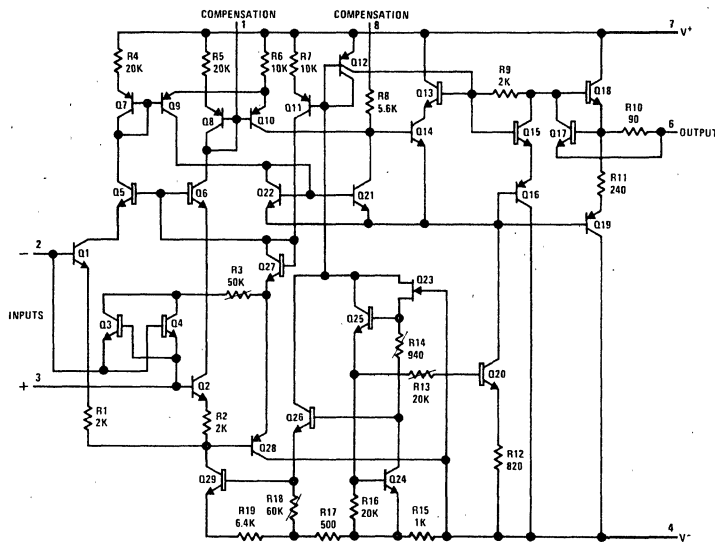 COMPENSATION COMPENSATION
1 8
7 V+
R4 20K
R5 20K
R6 10K
R7 10K
Q12
Q7
Q9
Q8
Q10
Q11
R8 5.6K
Q13
R9 2K
Q18
Q14
Q15
Q17
R10 90
6 OUTPUT
R11 240
Q5
Q6
Q22
Q21
Q16
Q19
− 2
Q1
Q27
R3 50K
Q23
INPUTS
Q3
Q4
Q25
R14 940
R13 20K
Q20
+ 3
Q2
R1 2K
R2 2K
Q26
Q28
R12 820
Q29
Q24
R19 6.4K
R18 60K
R17 500
R16 20K
R15 1K
4 V−